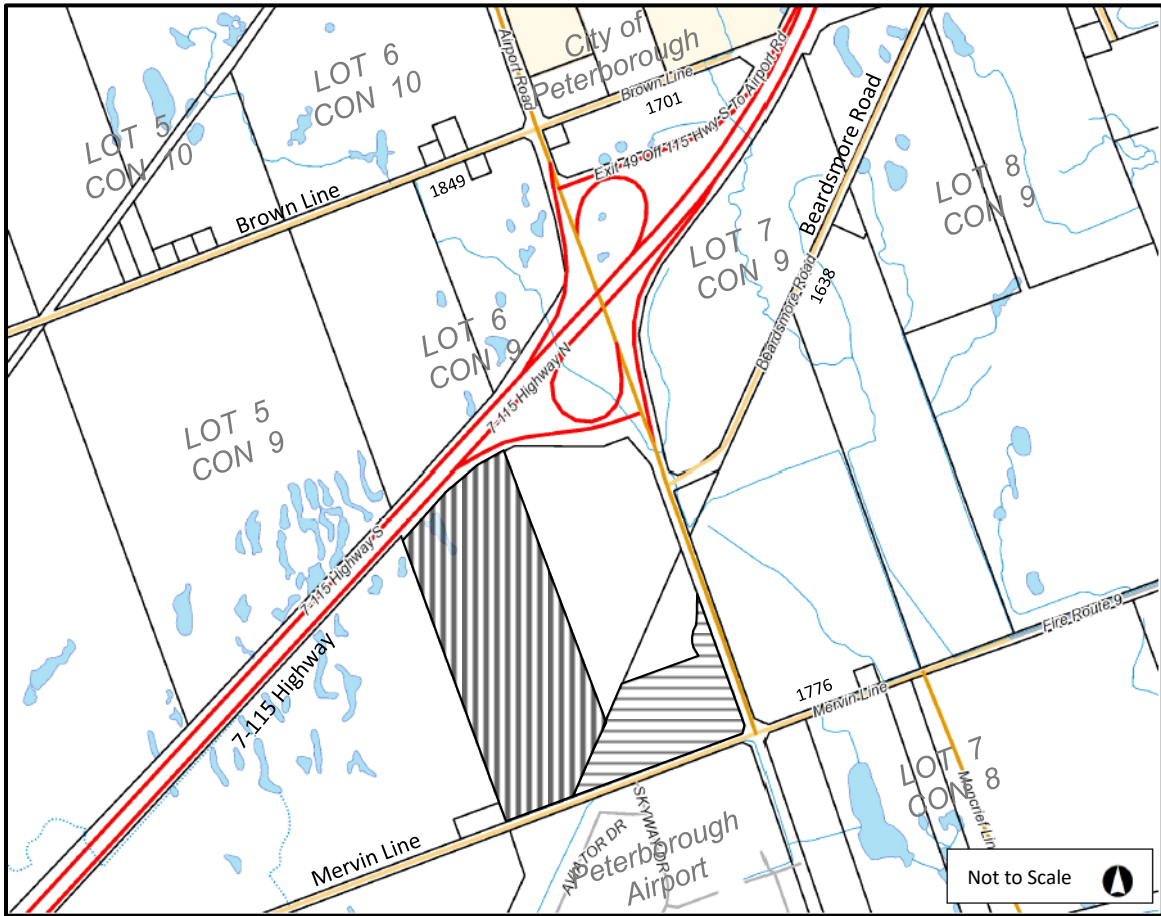 City of
Peterborough
Airport Road
LOT 6
CON 10
Brown Line
1701
LOT 5
CON 10
Exit 49 Off 115 Hwy S To Airport Rd
Beardsmore Road
LOT 8
CON 9
1849
Brown Line
LOT 7
CON 9
Beardsmore Road
1638
LOT 6
CON 9
7-115 Highway N
LOT 5
CON 9
7-115 Highway S
7-115 Highway
Fire Route 9
1776
Mervin Line
LOT 7
CON 8
Moncrief Lin
SKYWAY DR
AVIATOR DR
Mervin Line
Peterborough
Airport
Not to Scale